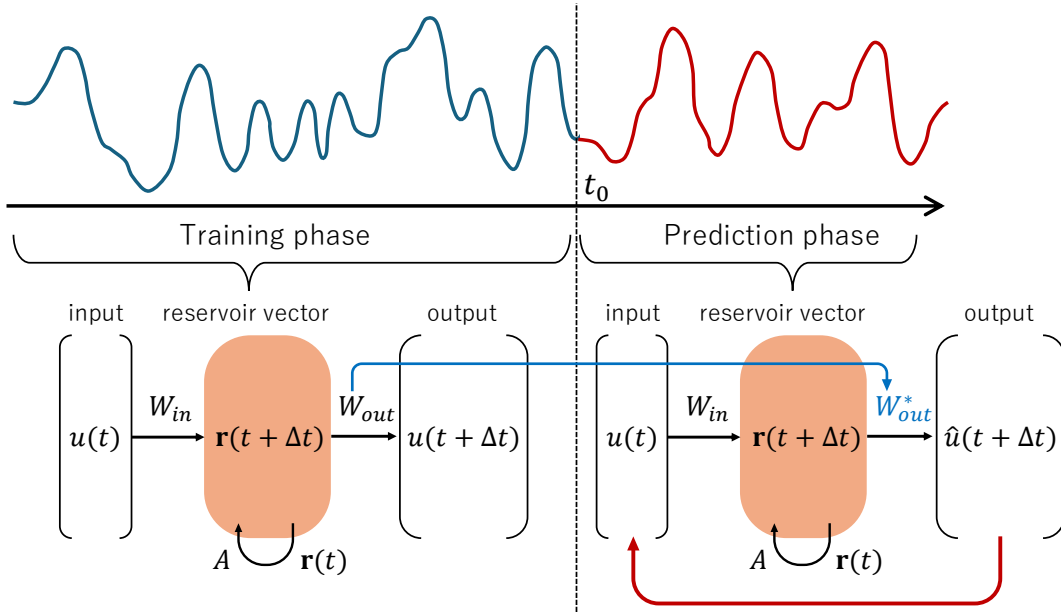 t₀
Training phase
Prediction phase
input
reservoir vector
output
input
reservoir vector
output
W_in
W_out
W_in
W*_out
u(t)
r(t + Δt)
u(t + Δt)
u(t)
r(t + Δt)
û(t + Δt)
A
r(t)
A
r(t)